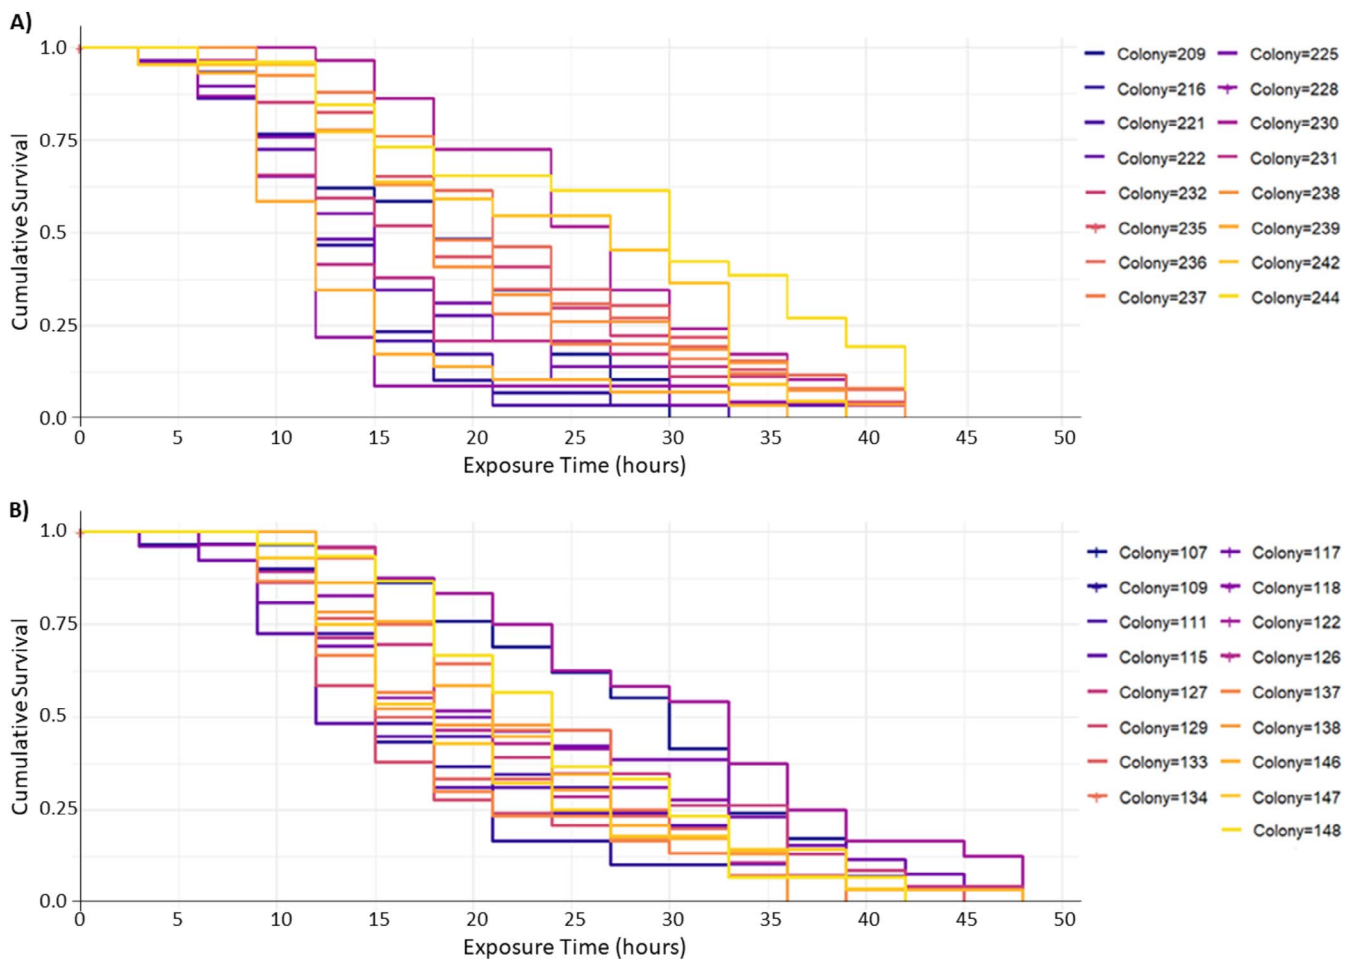 A)
1.0
0.75
0.5
0.25
0.0
Cumulative Survival
0 5 10 15 20 25 30 35 40 45 50
Exposure Time (hours)
Colony=209 Colony=225
Colony=216 Colony=228
Colony=221 Colony=230
Colony=222 Colony=231
Colony=232 Colony=238
Colony=235 Colony=239
Colony=236 Colony=242
Colony=237 Colony=244
B)
1.0
0.75
0.5
0.25
0.0
Cumulative Survival
0 5 10 15 20 25 30 35 40 45 50
Exposure Time (hours)
Colony=107 Colony=117
Colony=109 Colony=118
Colony=111 Colony=122
Colony=115 Colony=126
Colony=127 Colony=137
Colony=129 Colony=138
Colony=133 Colony=146
Colony=134 Colony=147
Colony=148